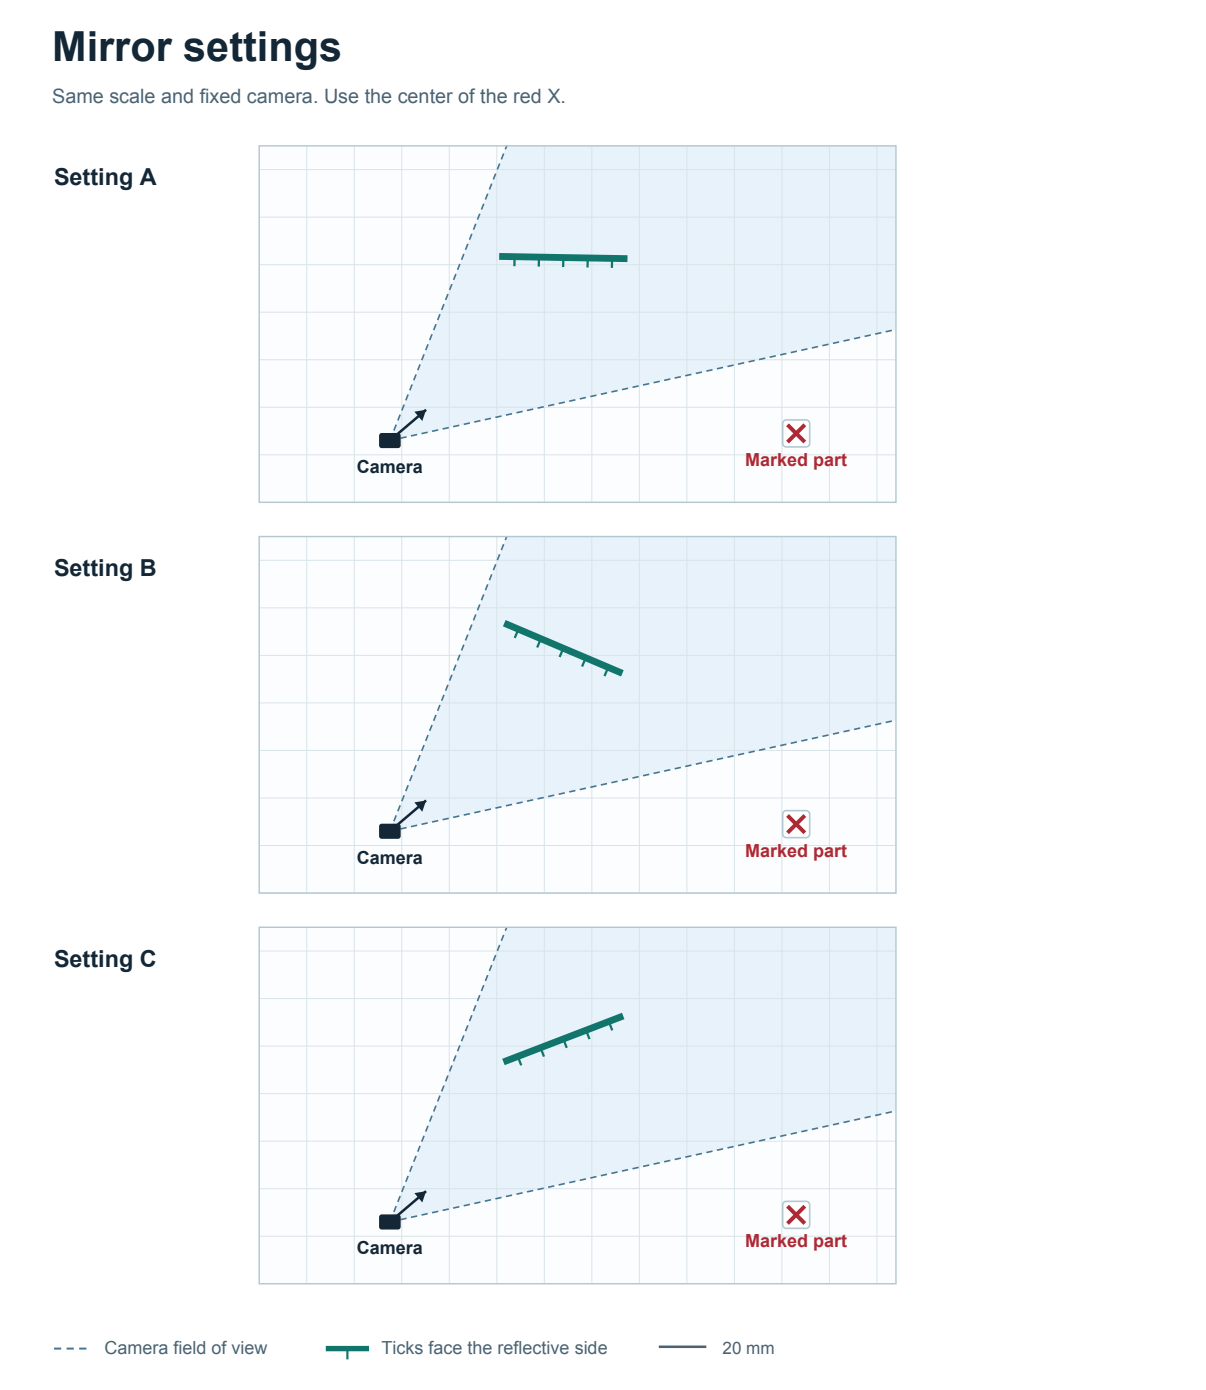 Mirror settings
Same scale and fixed camera. Use the center of the red X.
Setting A
Camera
Marked part
Setting B
Camera
Marked part
Setting C
Camera
Marked part
Camera field of view
Ticks face the reflective side
20 mm